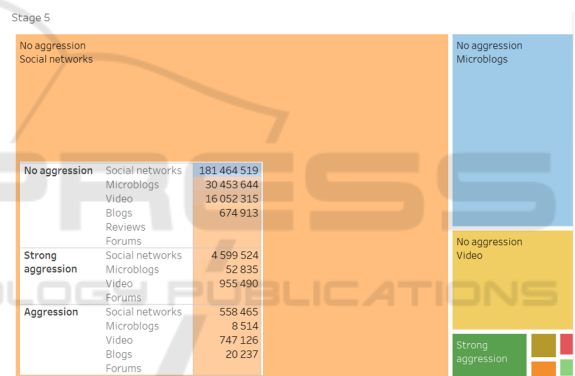 Stage 5
No aggression
Social networks
No aggression
Microblogs
No aggression Social networks 181 464 519
Microblogs 30 453 644
Video 16 052 315
Blogs 674 913
Reviews
Forums
Strong aggression Social networks 4 599 524
Microblogs 52 835
Video 955 490
Forums
Aggression Social networks 558 465
Microblogs 8 514
Video 747 126
Blogs 20 237
Forums
No aggression
Video
Strong
aggression
PRESS
OLOGY PUBLICATIONS